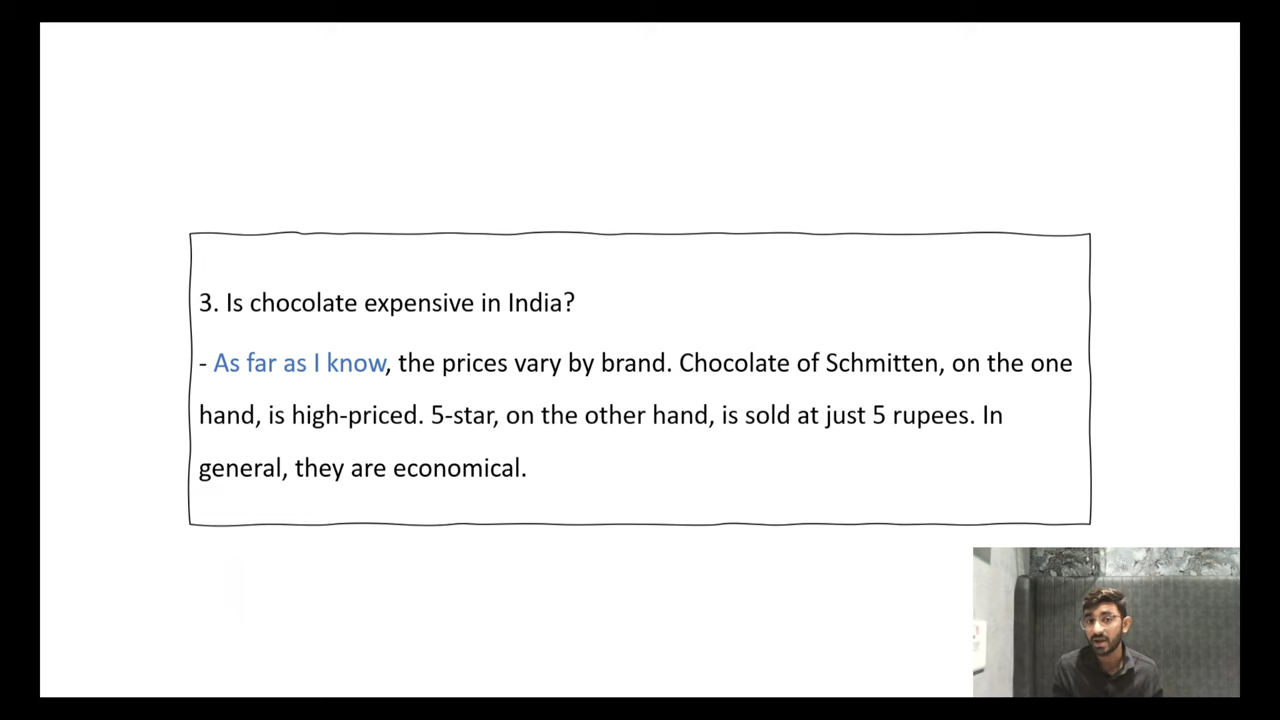 3. Is chocolate expensive in India?
- As far as I know, the prices vary by brand. Chocolate of Schmitten, on the one
hand, is high-priced. 5-star, on the other hand, is sold at just 5 rupees. In
general, they are economical.